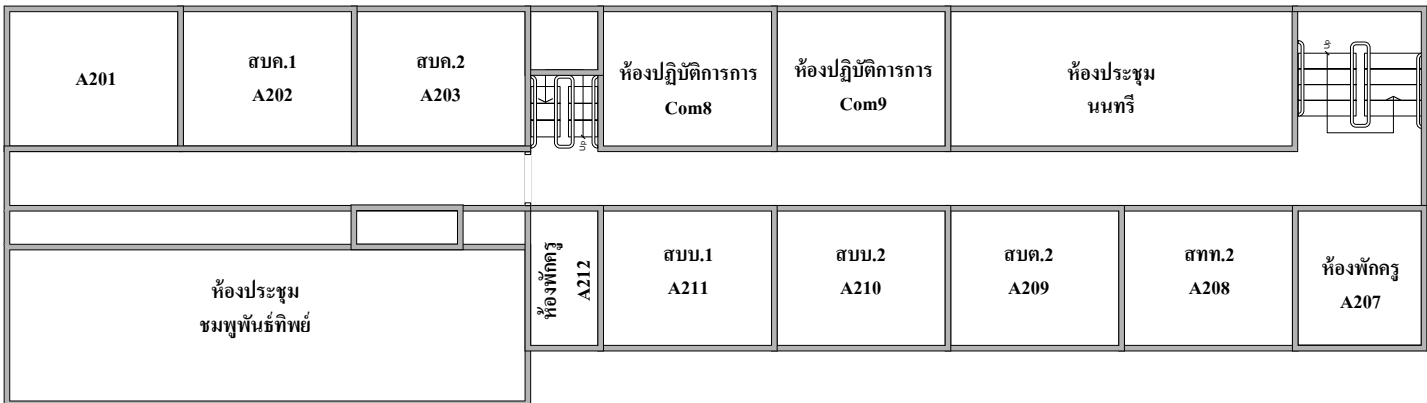 A201
สบค.1
A202
สบค.2
A203
Up
ห้องปฏิบัติการการ
Com8
ห้องปฏิบัติการการ
Com9
ห้องประชุม
นนทรี
Up
ห้องประชุม
ชมพูพันธ์ทิพย์
ห้องพักครู
A212
สบบ.1
A211
สบบ.2
A210
สบต.2
A209
สทท.2
A208
ห้องพักครู
A207